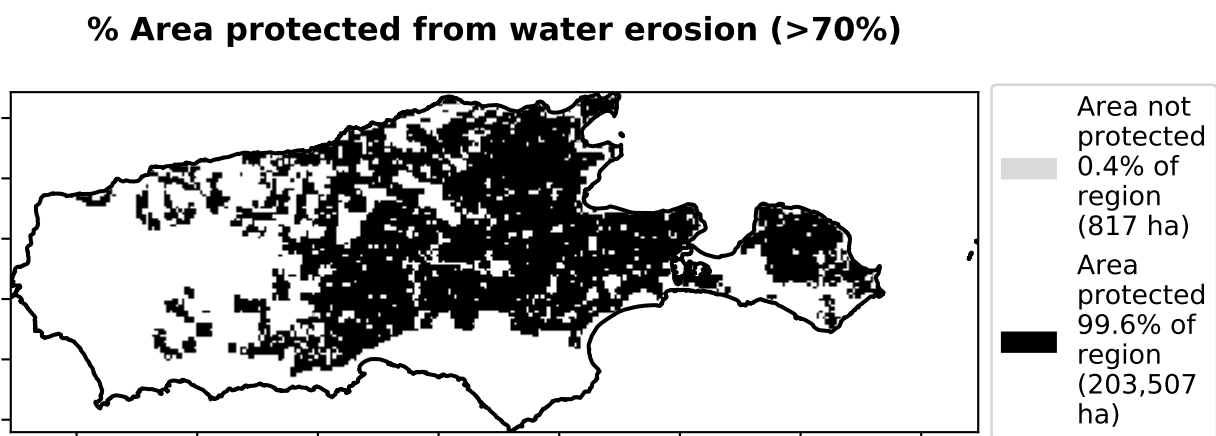 % Area protected from water erosion (>70%)
Area not
protected
0.4% of
region
(817 ha)
Area
protected
99.6% of
region
(203,507
ha)